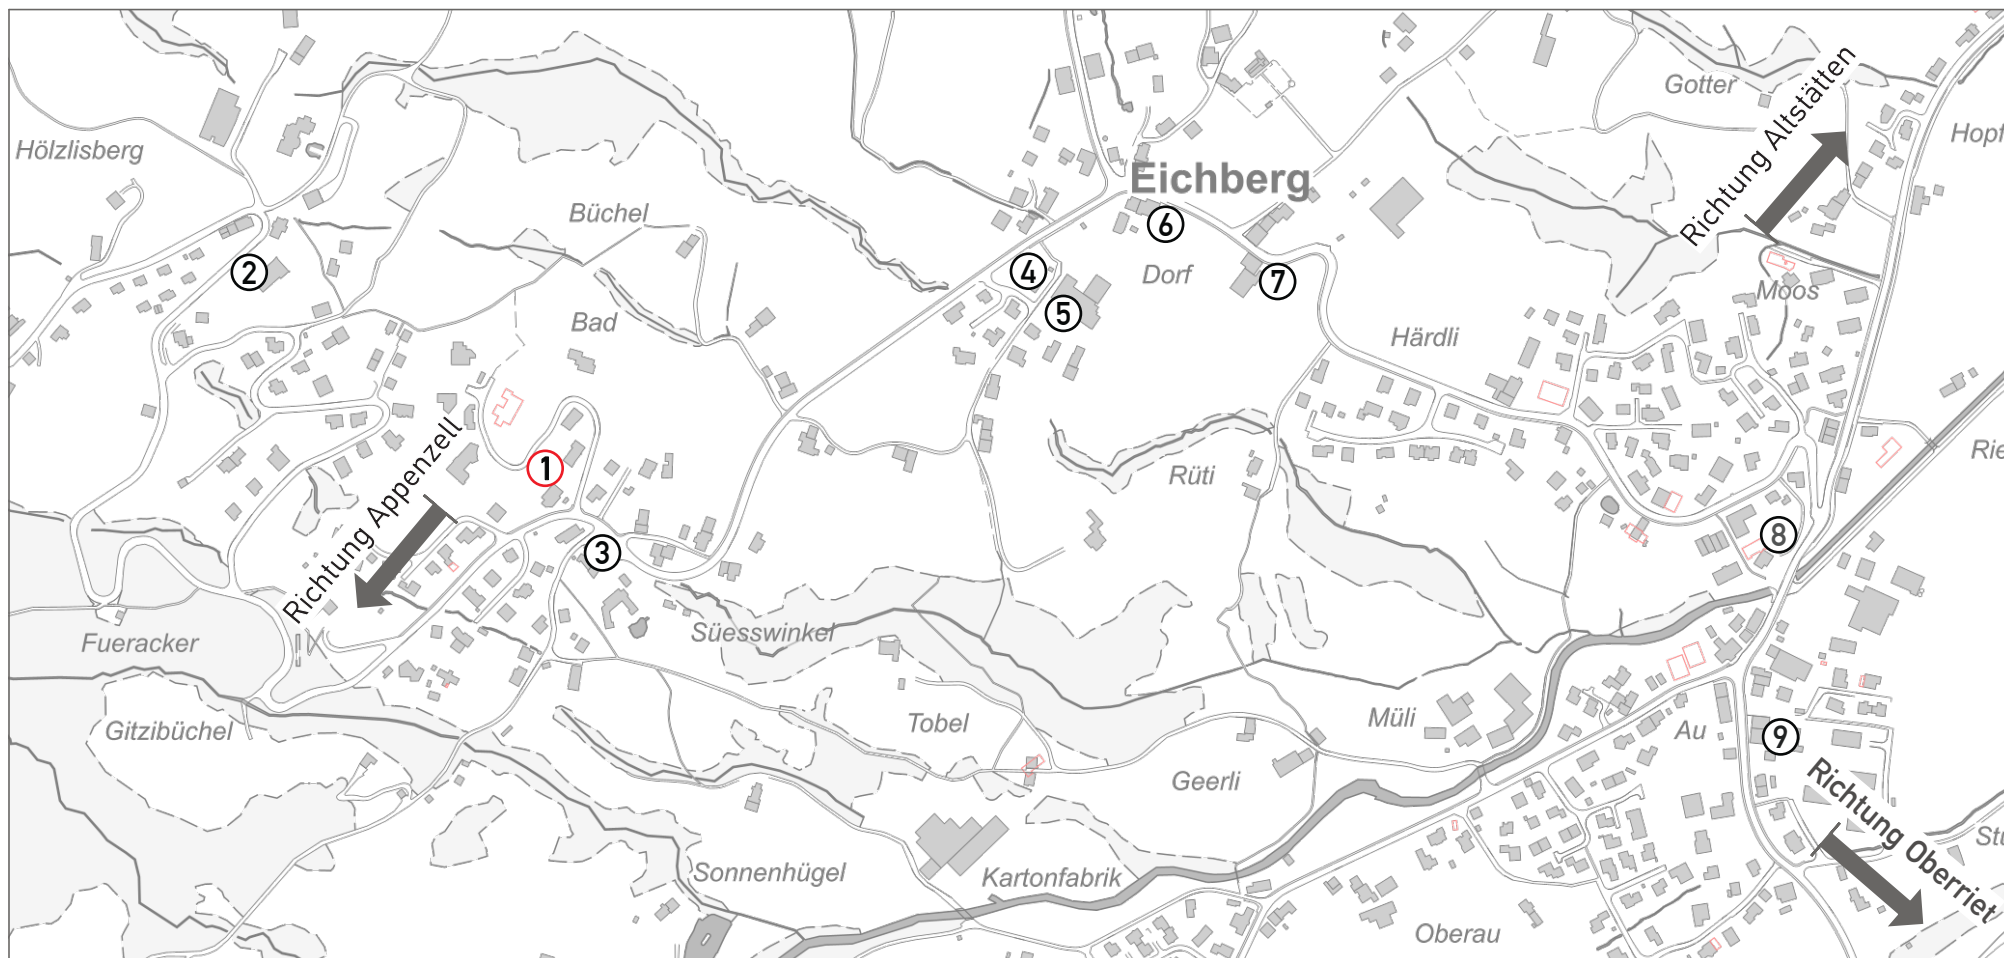 Gotter
Richtung Altstätten
Hopf
Hölzlisberg
Eichberg
Büchel
6
2
4
Dorf
7
Moos
5
Bad
Härdli
Richtung Appenzell
1
Rüti
Rie
8
3
Fueracker
Süesswinkel
Gitzibüchel
Tobel
Müli
Au
9
Geerli
Richtung Oberriet
Stu
Sonnenhügel
Kartonfabrik
Oberau